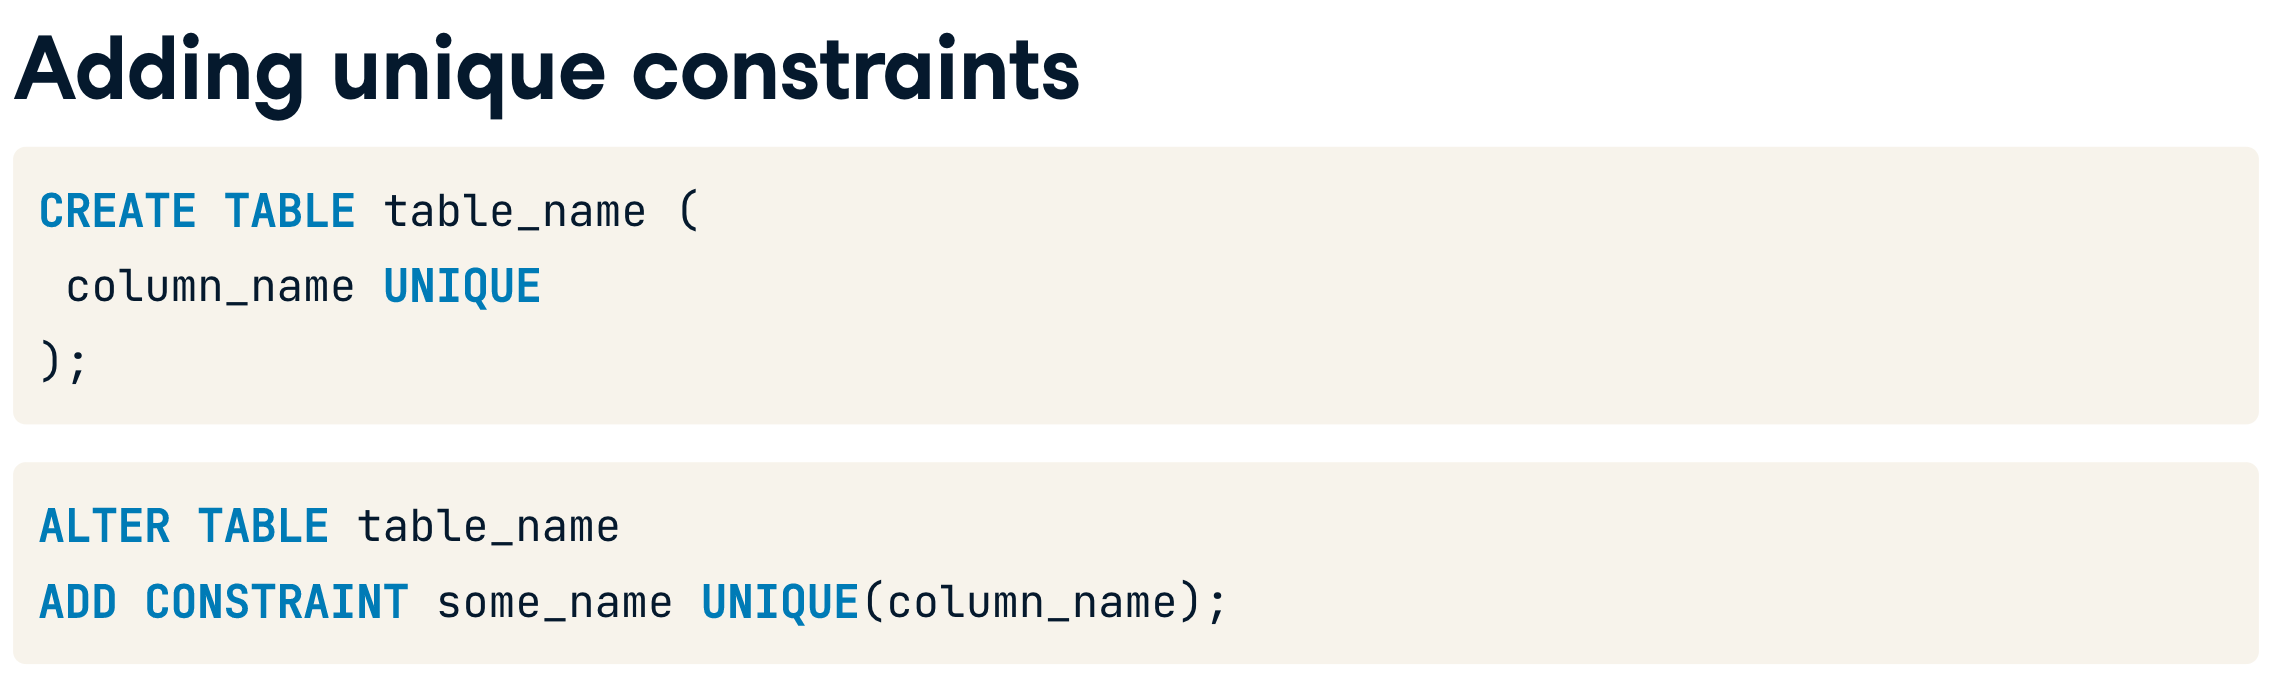 Adding unique constraints
CREATE TABLE table_name (
 column_name UNIQUE
);
ALTER TABLE table_name
ADD CONSTRAINT some_name UNIQUE(column_name);